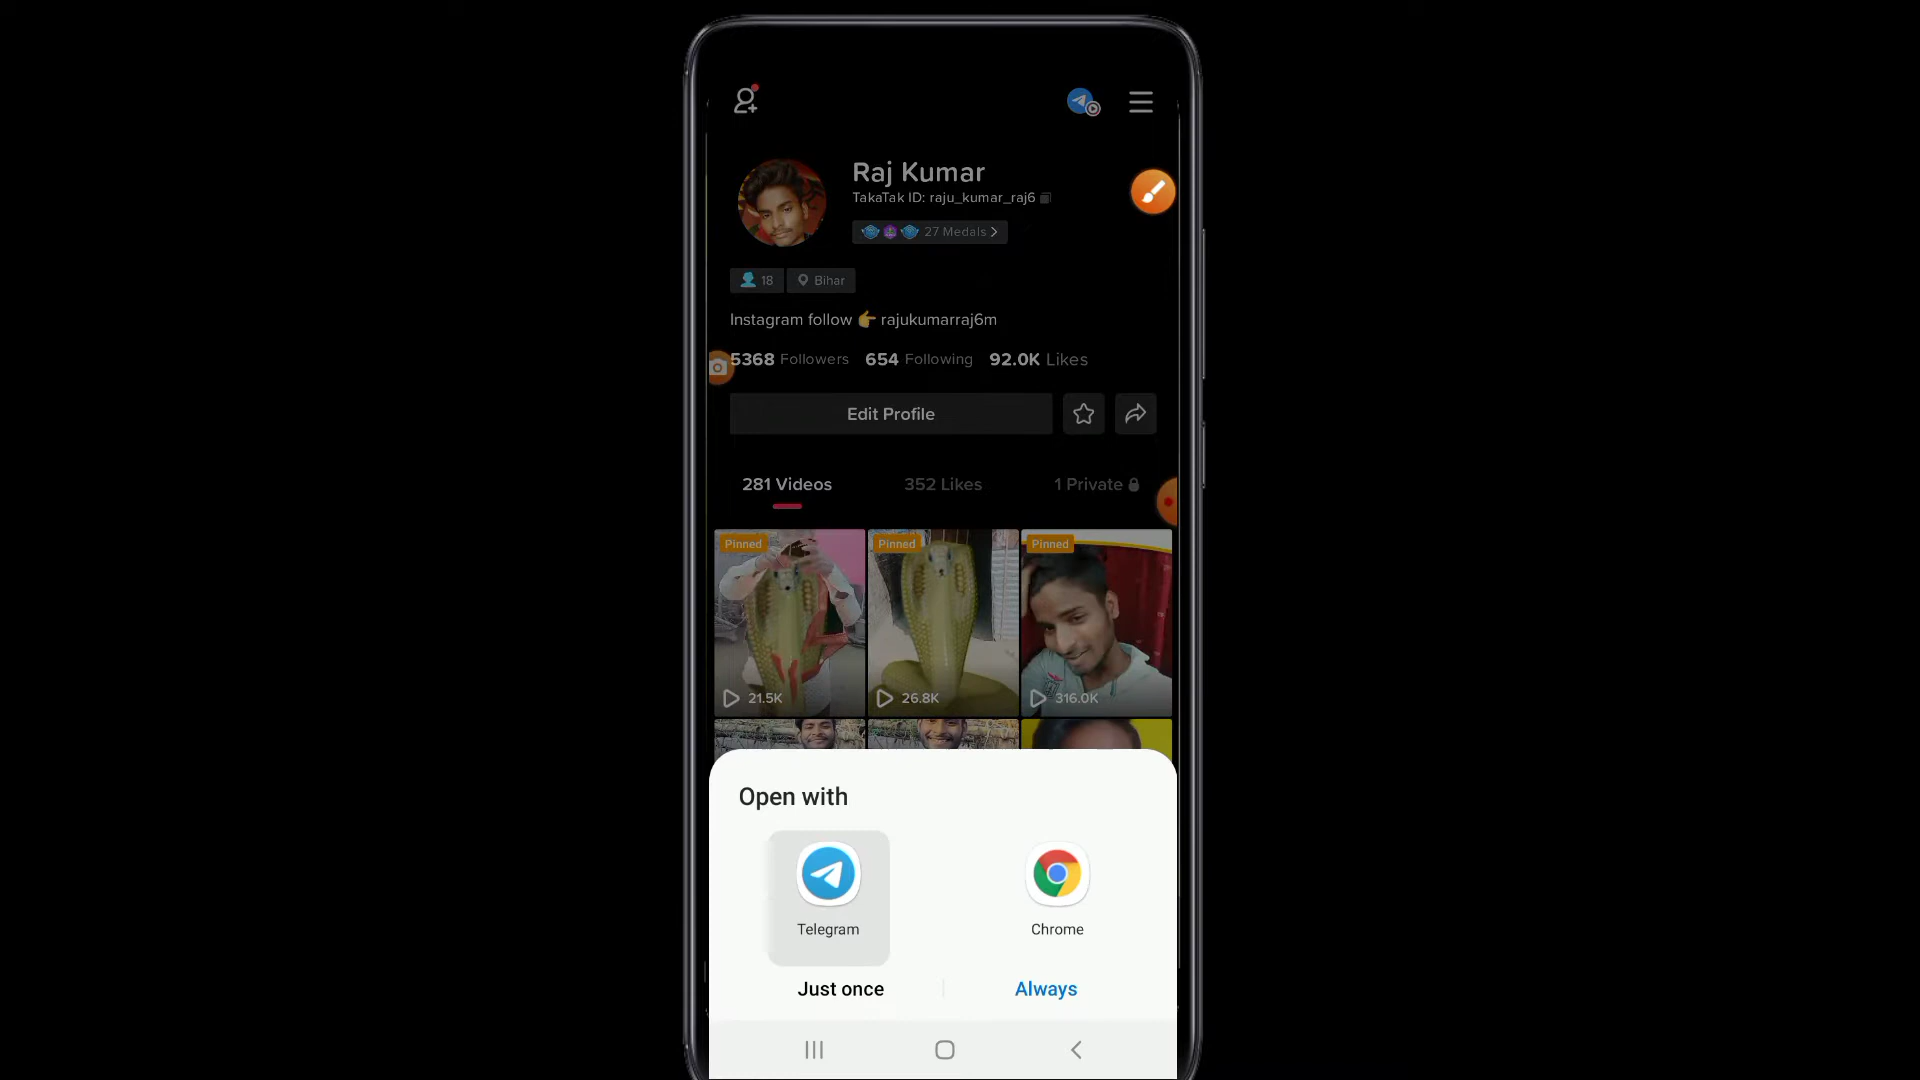 Raj Kumar
TakaTak ID: raju_kumar_raj6
27 Medals
18 Bihar
Instagram follow 👉 rajukumarraj6m
5368 Followers 654 Following 92.0K Likes
Edit Profile
281 Videos 352 Likes 1 Private
Pinned Pinned Pinned
21.5K 26.8K 316.0K
Open with
Telegram Chrome
Just once Always